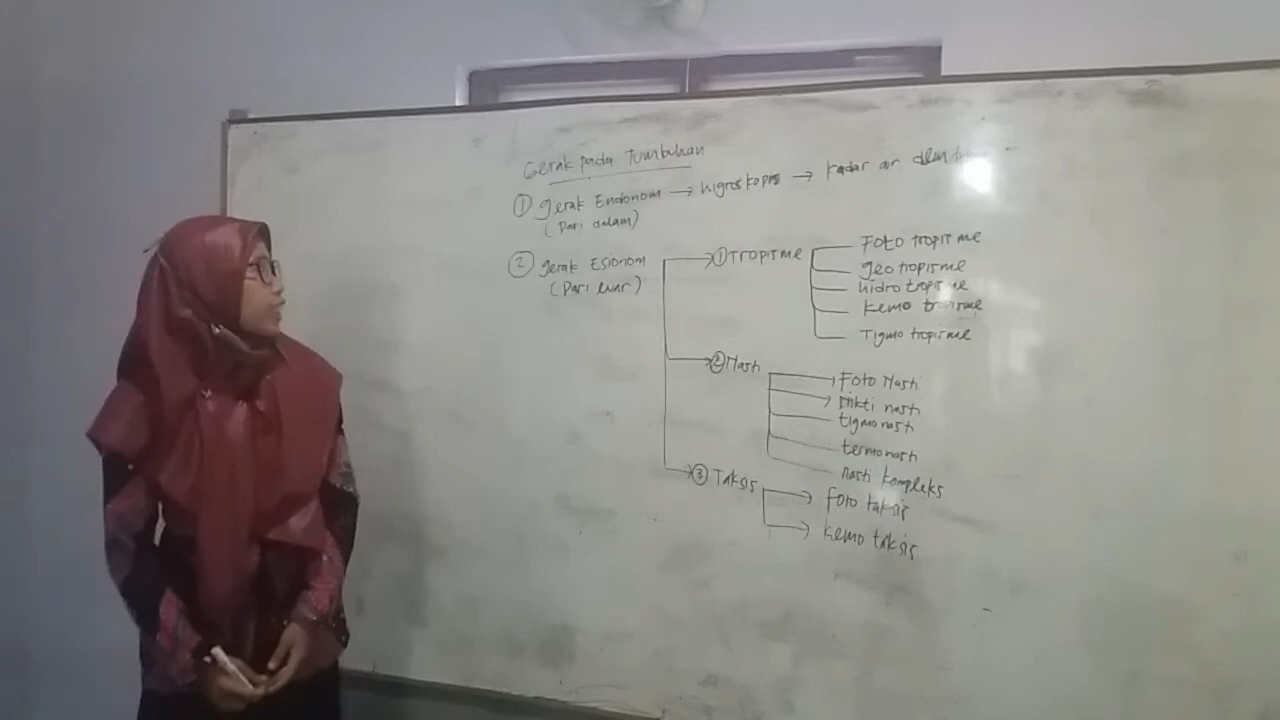 Gerak pada Tumbuhan
① gerak Endonom → higroskopis → kadar air dlm
(Dari dalam)
② gerak Esionom
(Dari luar)
① Tropisme
Foto tropisme
geo tropisme
hidro tropisme
kemo tropisme
Tigmo tropisme
② Nasti
Foto Nasti
nikti nasti
tigmo nasti
termonasti
nasti kompleks
③ Taksis
foto taksis
kemo taksis